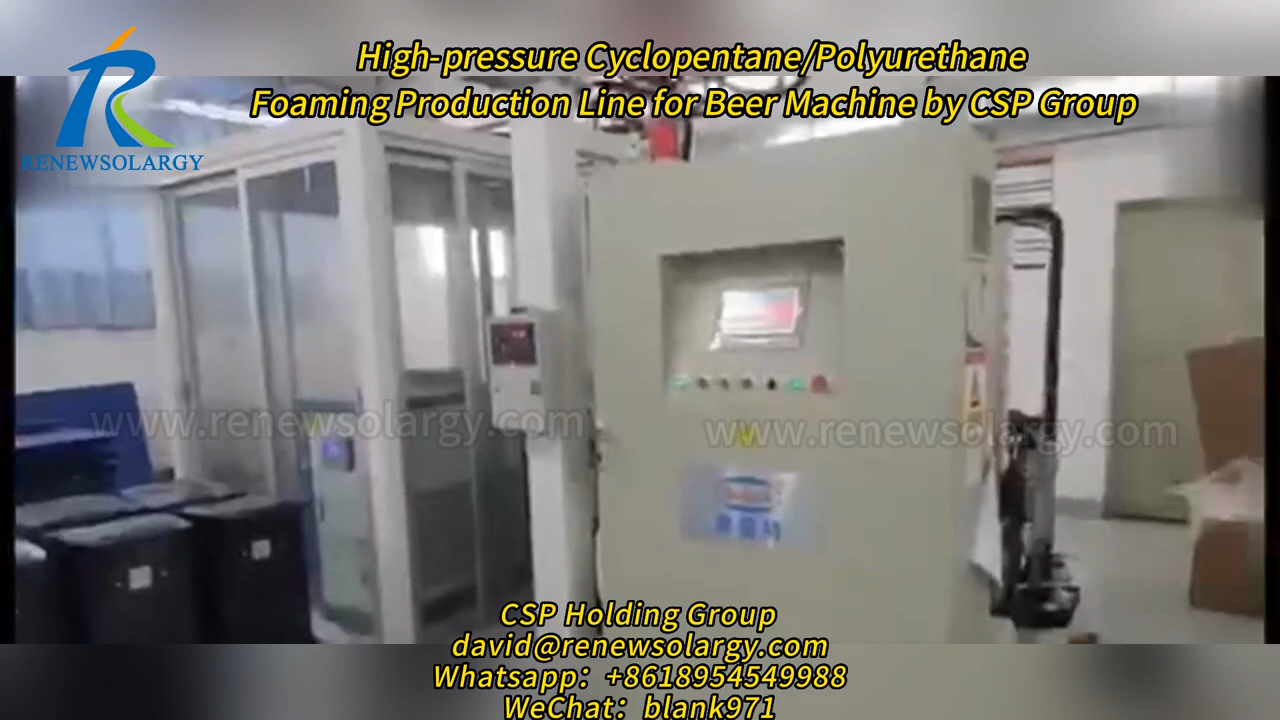 High-pressure Cyclopentane/Polyurethane
Foaming Production Line for Beer Machine by CSP Group
RENEWSOLARGY
www.renewsolargy.com
www.renewsolargy.com
CSP Holding Group
david@renewsolargy.com
Whatsapp：+8618954549988
WeChat：blank971